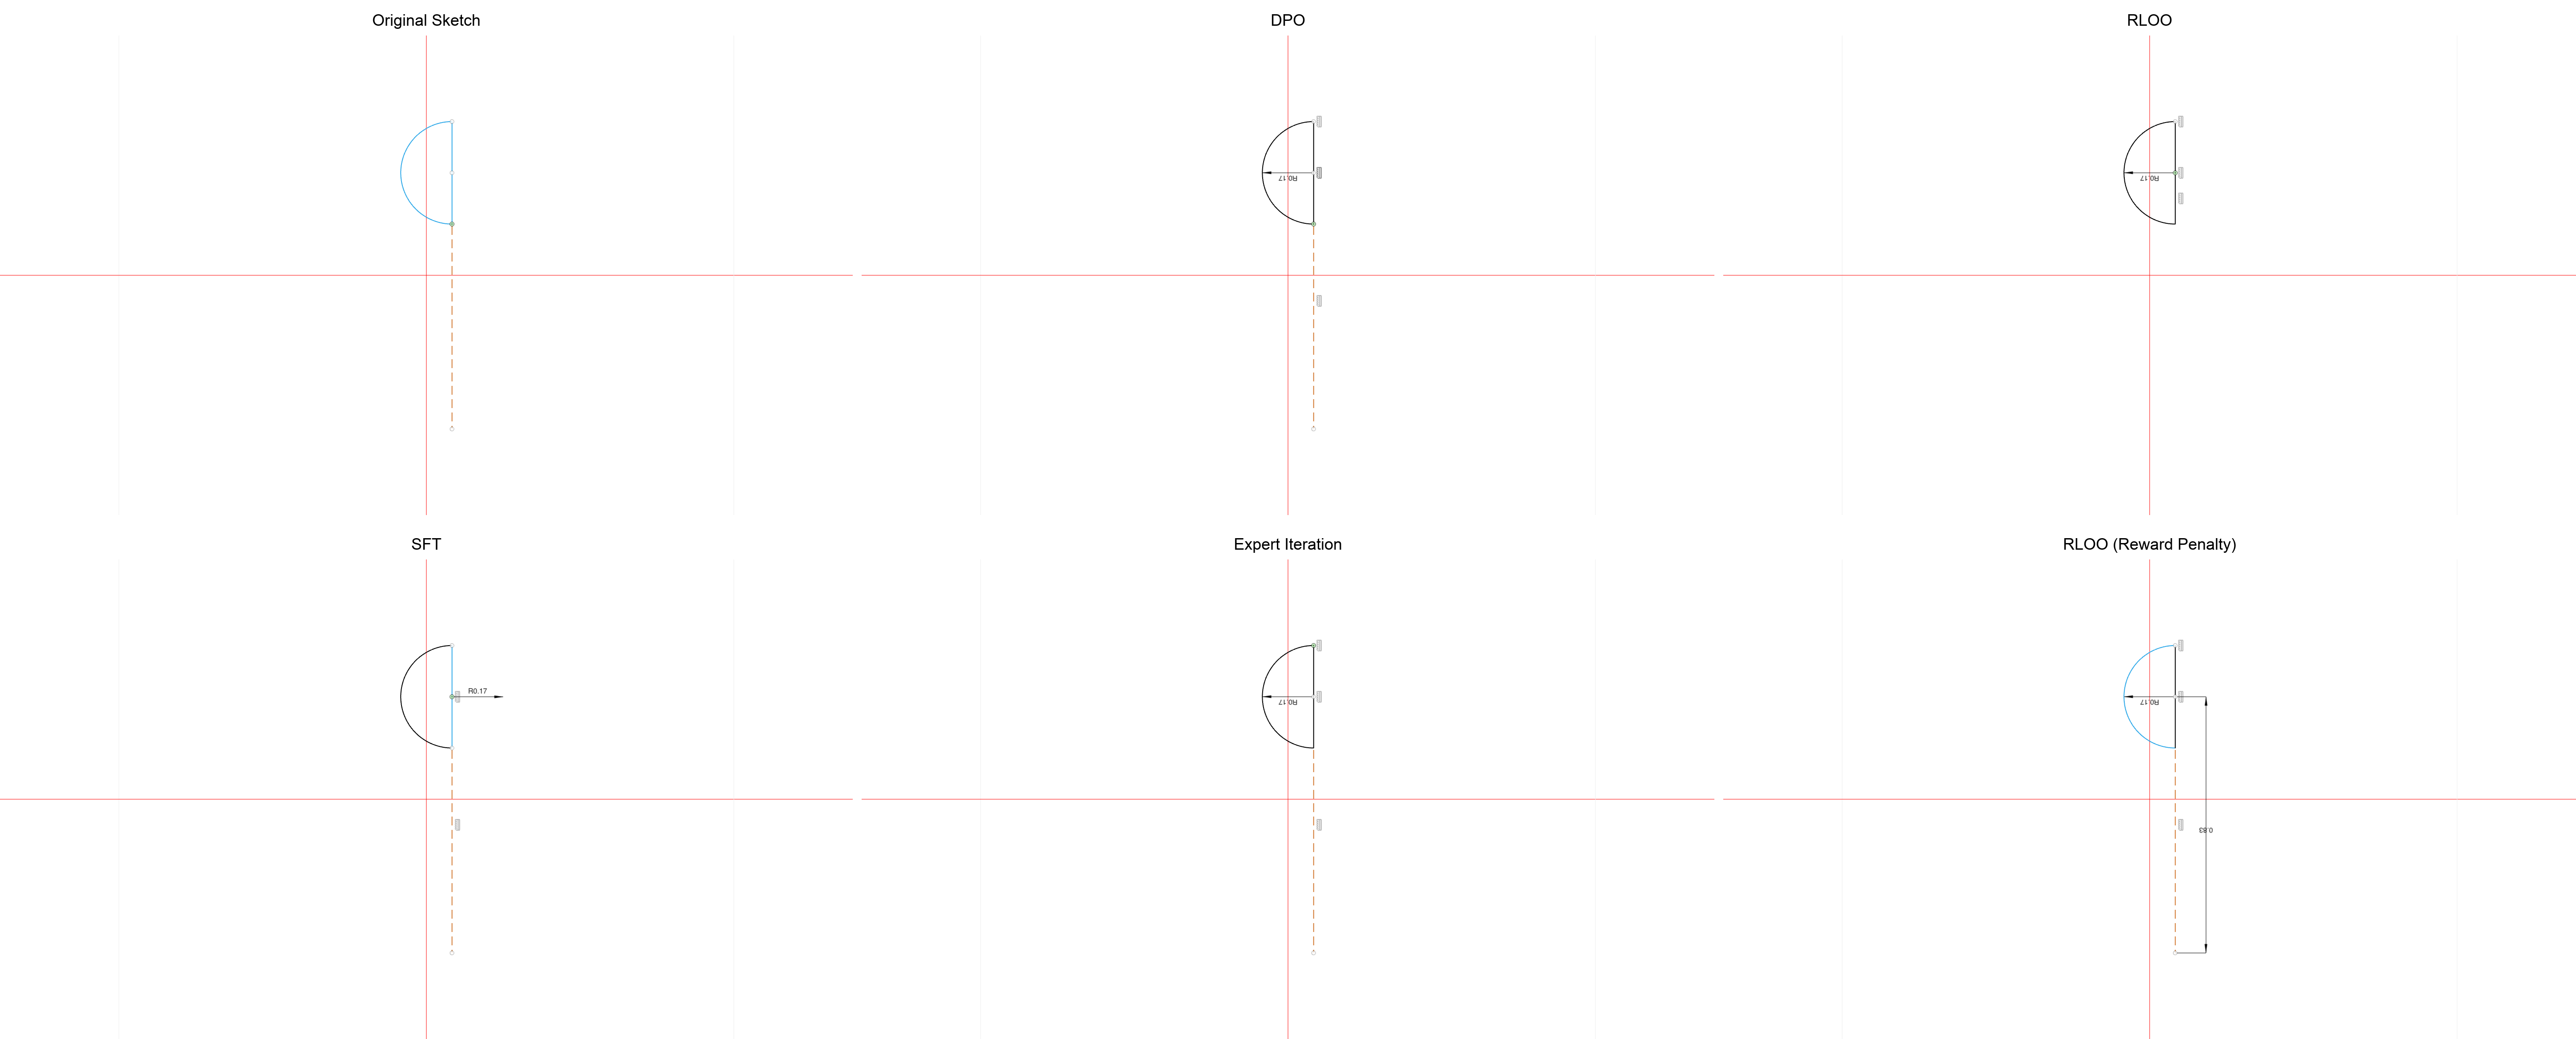 Original Sketch
DPO
RLOO
R0.17
R0.17
SFT
Expert Iteration
RLOO (Reward Penalty)
R0.17
R0.17
R0.17
0.83